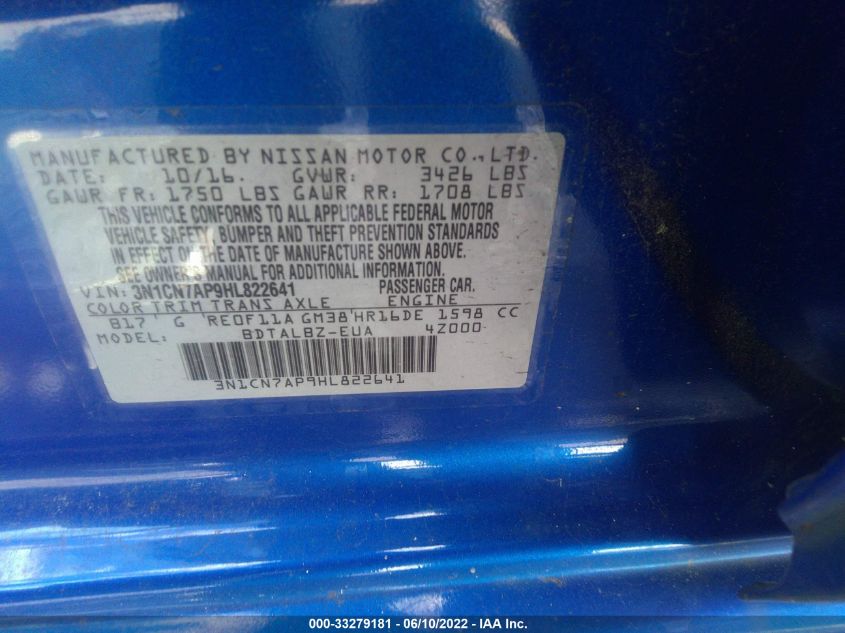 MANUFACTURED BY NISSAN MOTOR CO.,LTD.
DATE: 10/16. GVWR: 3426 LBS
GAWR FR: 1750 LBS GAWR RR: 1708 LBS
THIS VEHICLE CONFORMS TO ALL APPLICABLE FEDERAL MOTOR
VEHICLE SAFETY, BUMPER AND THEFT PREVENTION STANDARDS
IN EFFECT ON THE DATE OF MANUFACTURE SHOWN ABOVE.
SEE OWNER'S MANUAL FOR ADDITIONAL INFORMATION.
VIN: 3N1CN7AP9HL822641 PASSENGER CAR.
COLOR TRIM TRANS AXLE ENGINE
B17 G RE0F11A GM38 HR16DE 1598 CC
MODEL: BDTALBZ-EUA 4Z000
3N1CN7AP9HL822641
000-33279181 - 06/10/2022 - IAA Inc.